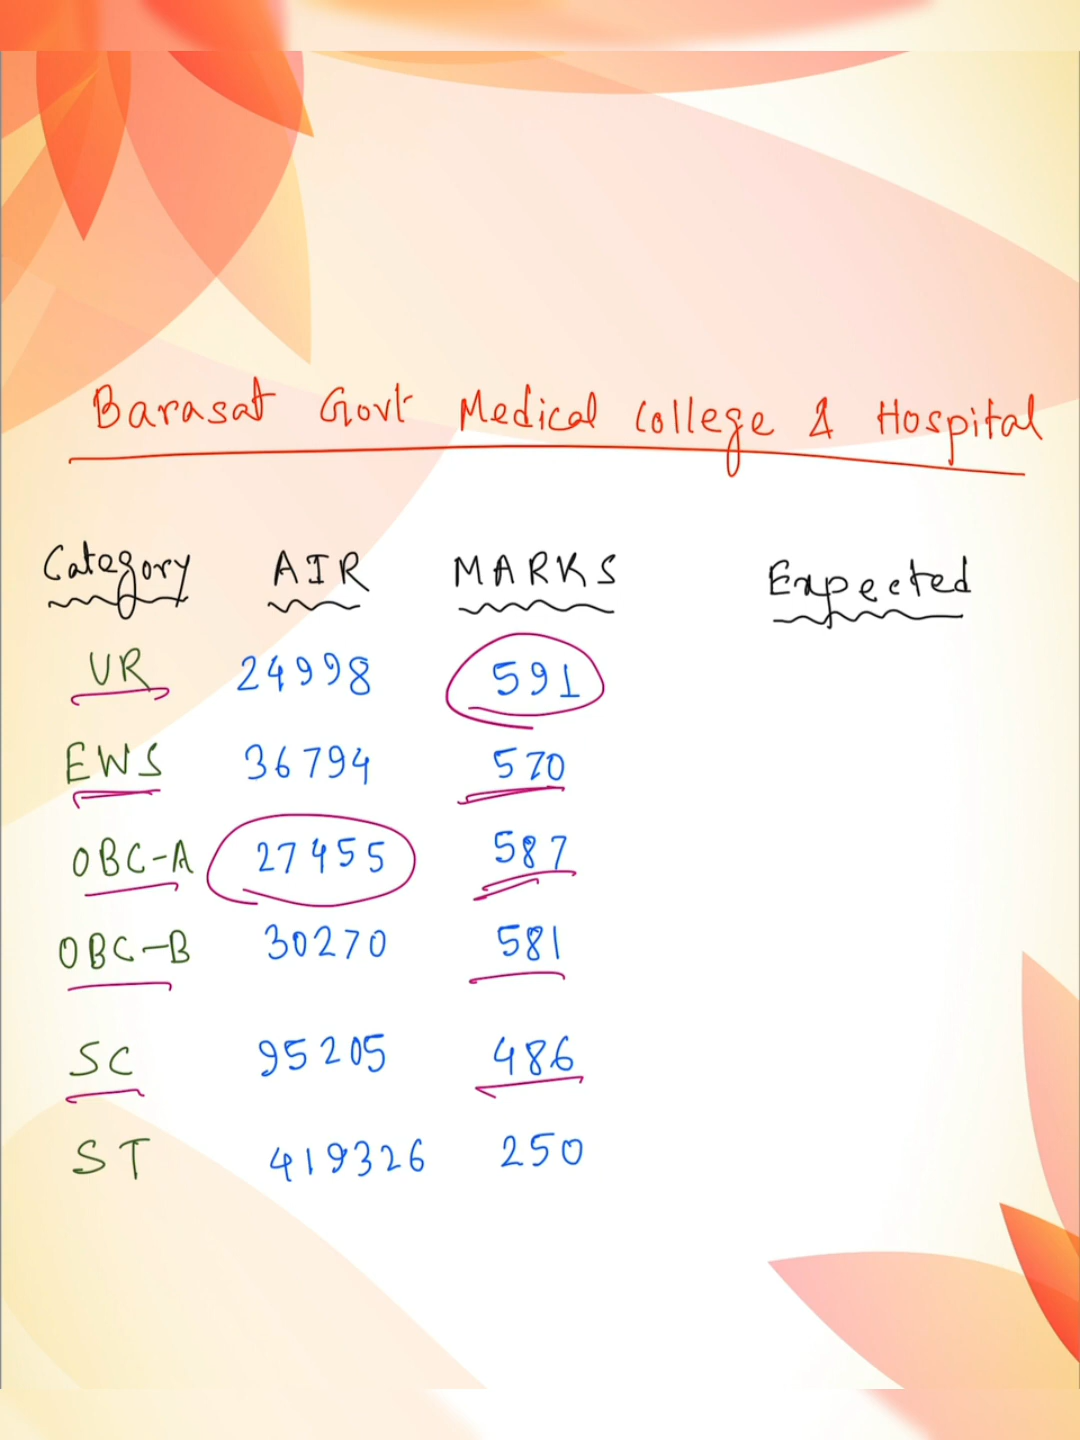 Barasat Govt Medical College & Hospital
Category AIR MARKS Expected
UR 24998 591
EWS 36794 570
OBC-A 27455 587
OBC-B 30270 581
SC 95205 486
ST 419326 250